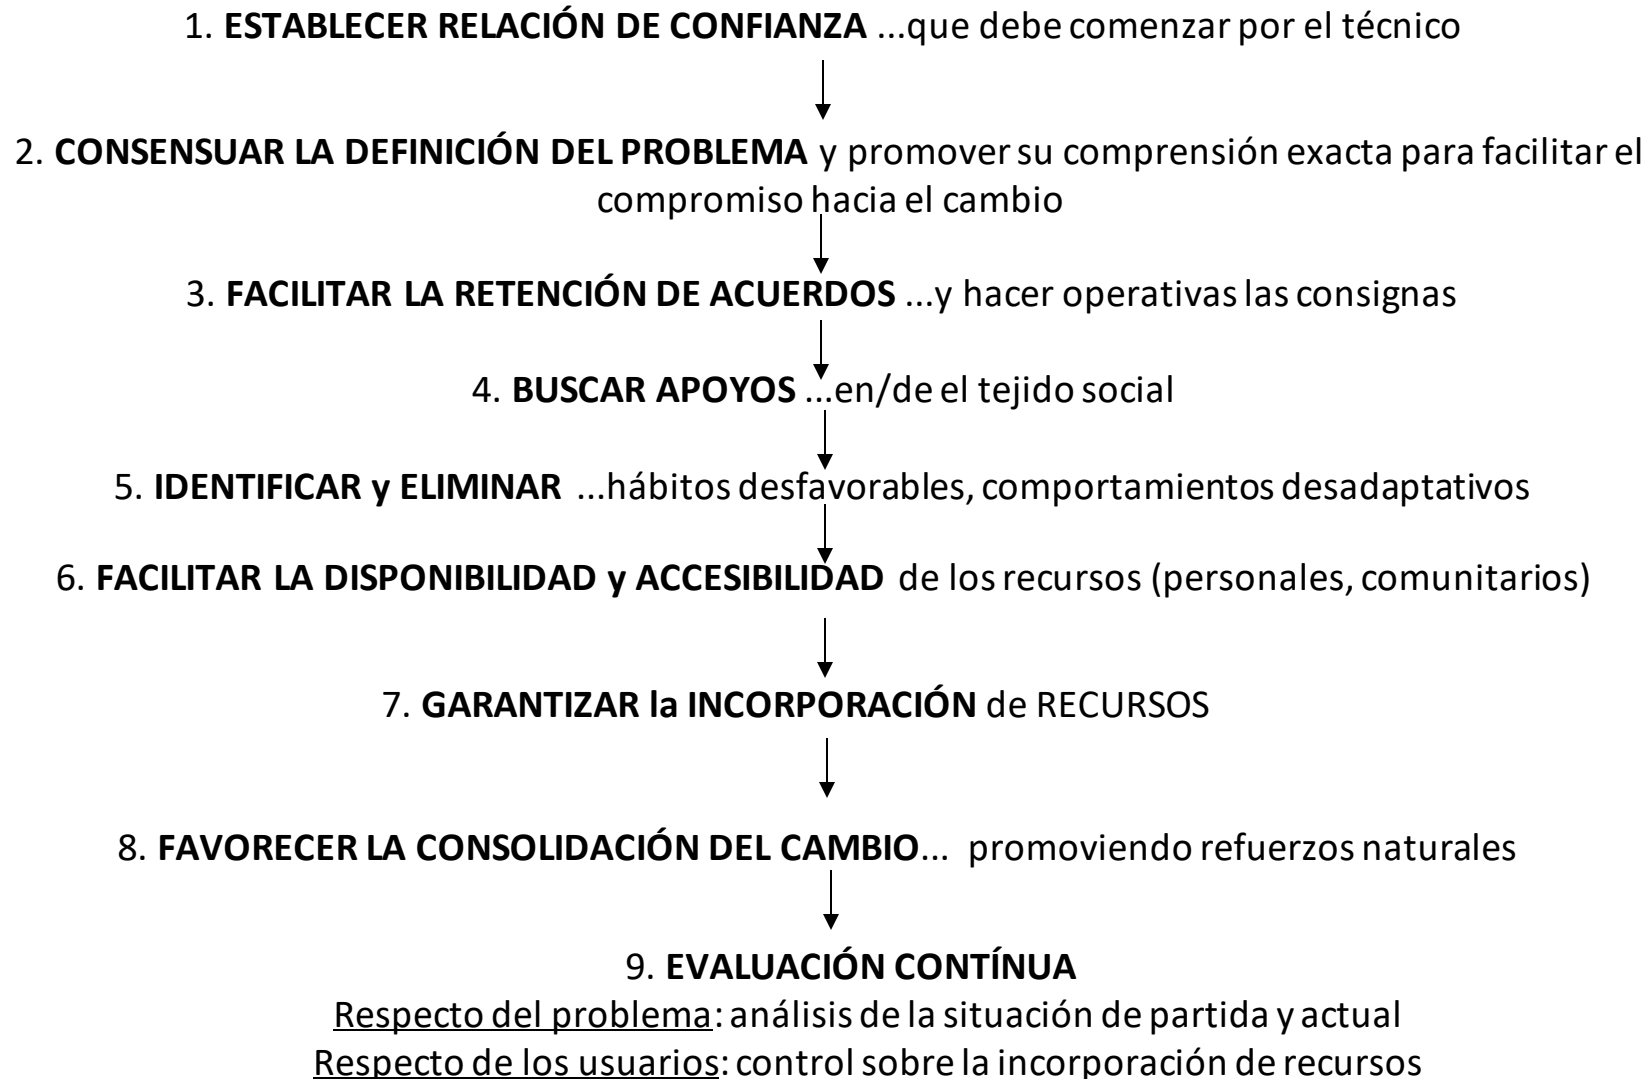 1. ESTABLECER RELACIÓN DE CONFIANZA ...que debe comenzar por el técnico
2. CONSENSUAR LA DEFINICIÓN DEL PROBLEMA y promover su comprensión exacta para facilitar el
compromiso hacia el cambio
3. FACILITAR LA RETENCIÓN DE ACUERDOS ...y hacer operativas las consignas
4. BUSCAR APOYOS ...en/de el tejido social
5. IDENTIFICAR y ELIMINAR ...hábitos desfavorables, comportamientos desadaptativos
6. FACILITAR LA DISPONIBILIDAD y ACCESIBILIDAD de los recursos (personales, comunitarios)
7. GARANTIZAR la INCORPORACIÓN de RECURSOS
8. FAVORECER LA CONSOLIDACIÓN DEL CAMBIO... promoviendo refuerzos naturales
9. EVALUACIÓN CONTÍNUA
Respecto del problema: análisis de la situación de partida y actual
Respecto de los usuarios: control sobre la incorporación de recursos